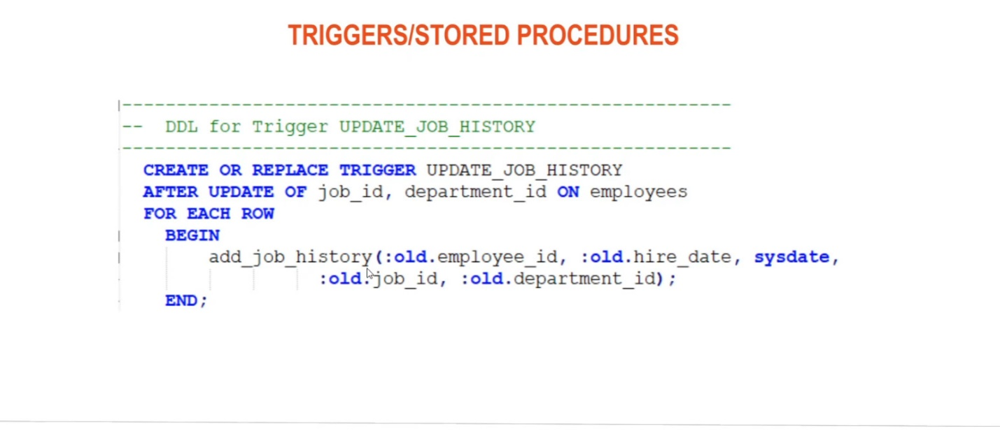 TRIGGERS/STORED PROCEDURES
--------------------------------------------------------
--  DDL for Trigger UPDATE_JOB_HISTORY
--------------------------------------------------------
CREATE OR REPLACE TRIGGER UPDATE_JOB_HISTORY
AFTER UPDATE OF job_id, department_id ON employees
FOR EACH ROW
BEGIN
add_job_history(:old.employee_id, :old.hire_date, sysdate,
:old.job_id, :old.department_id);
END;